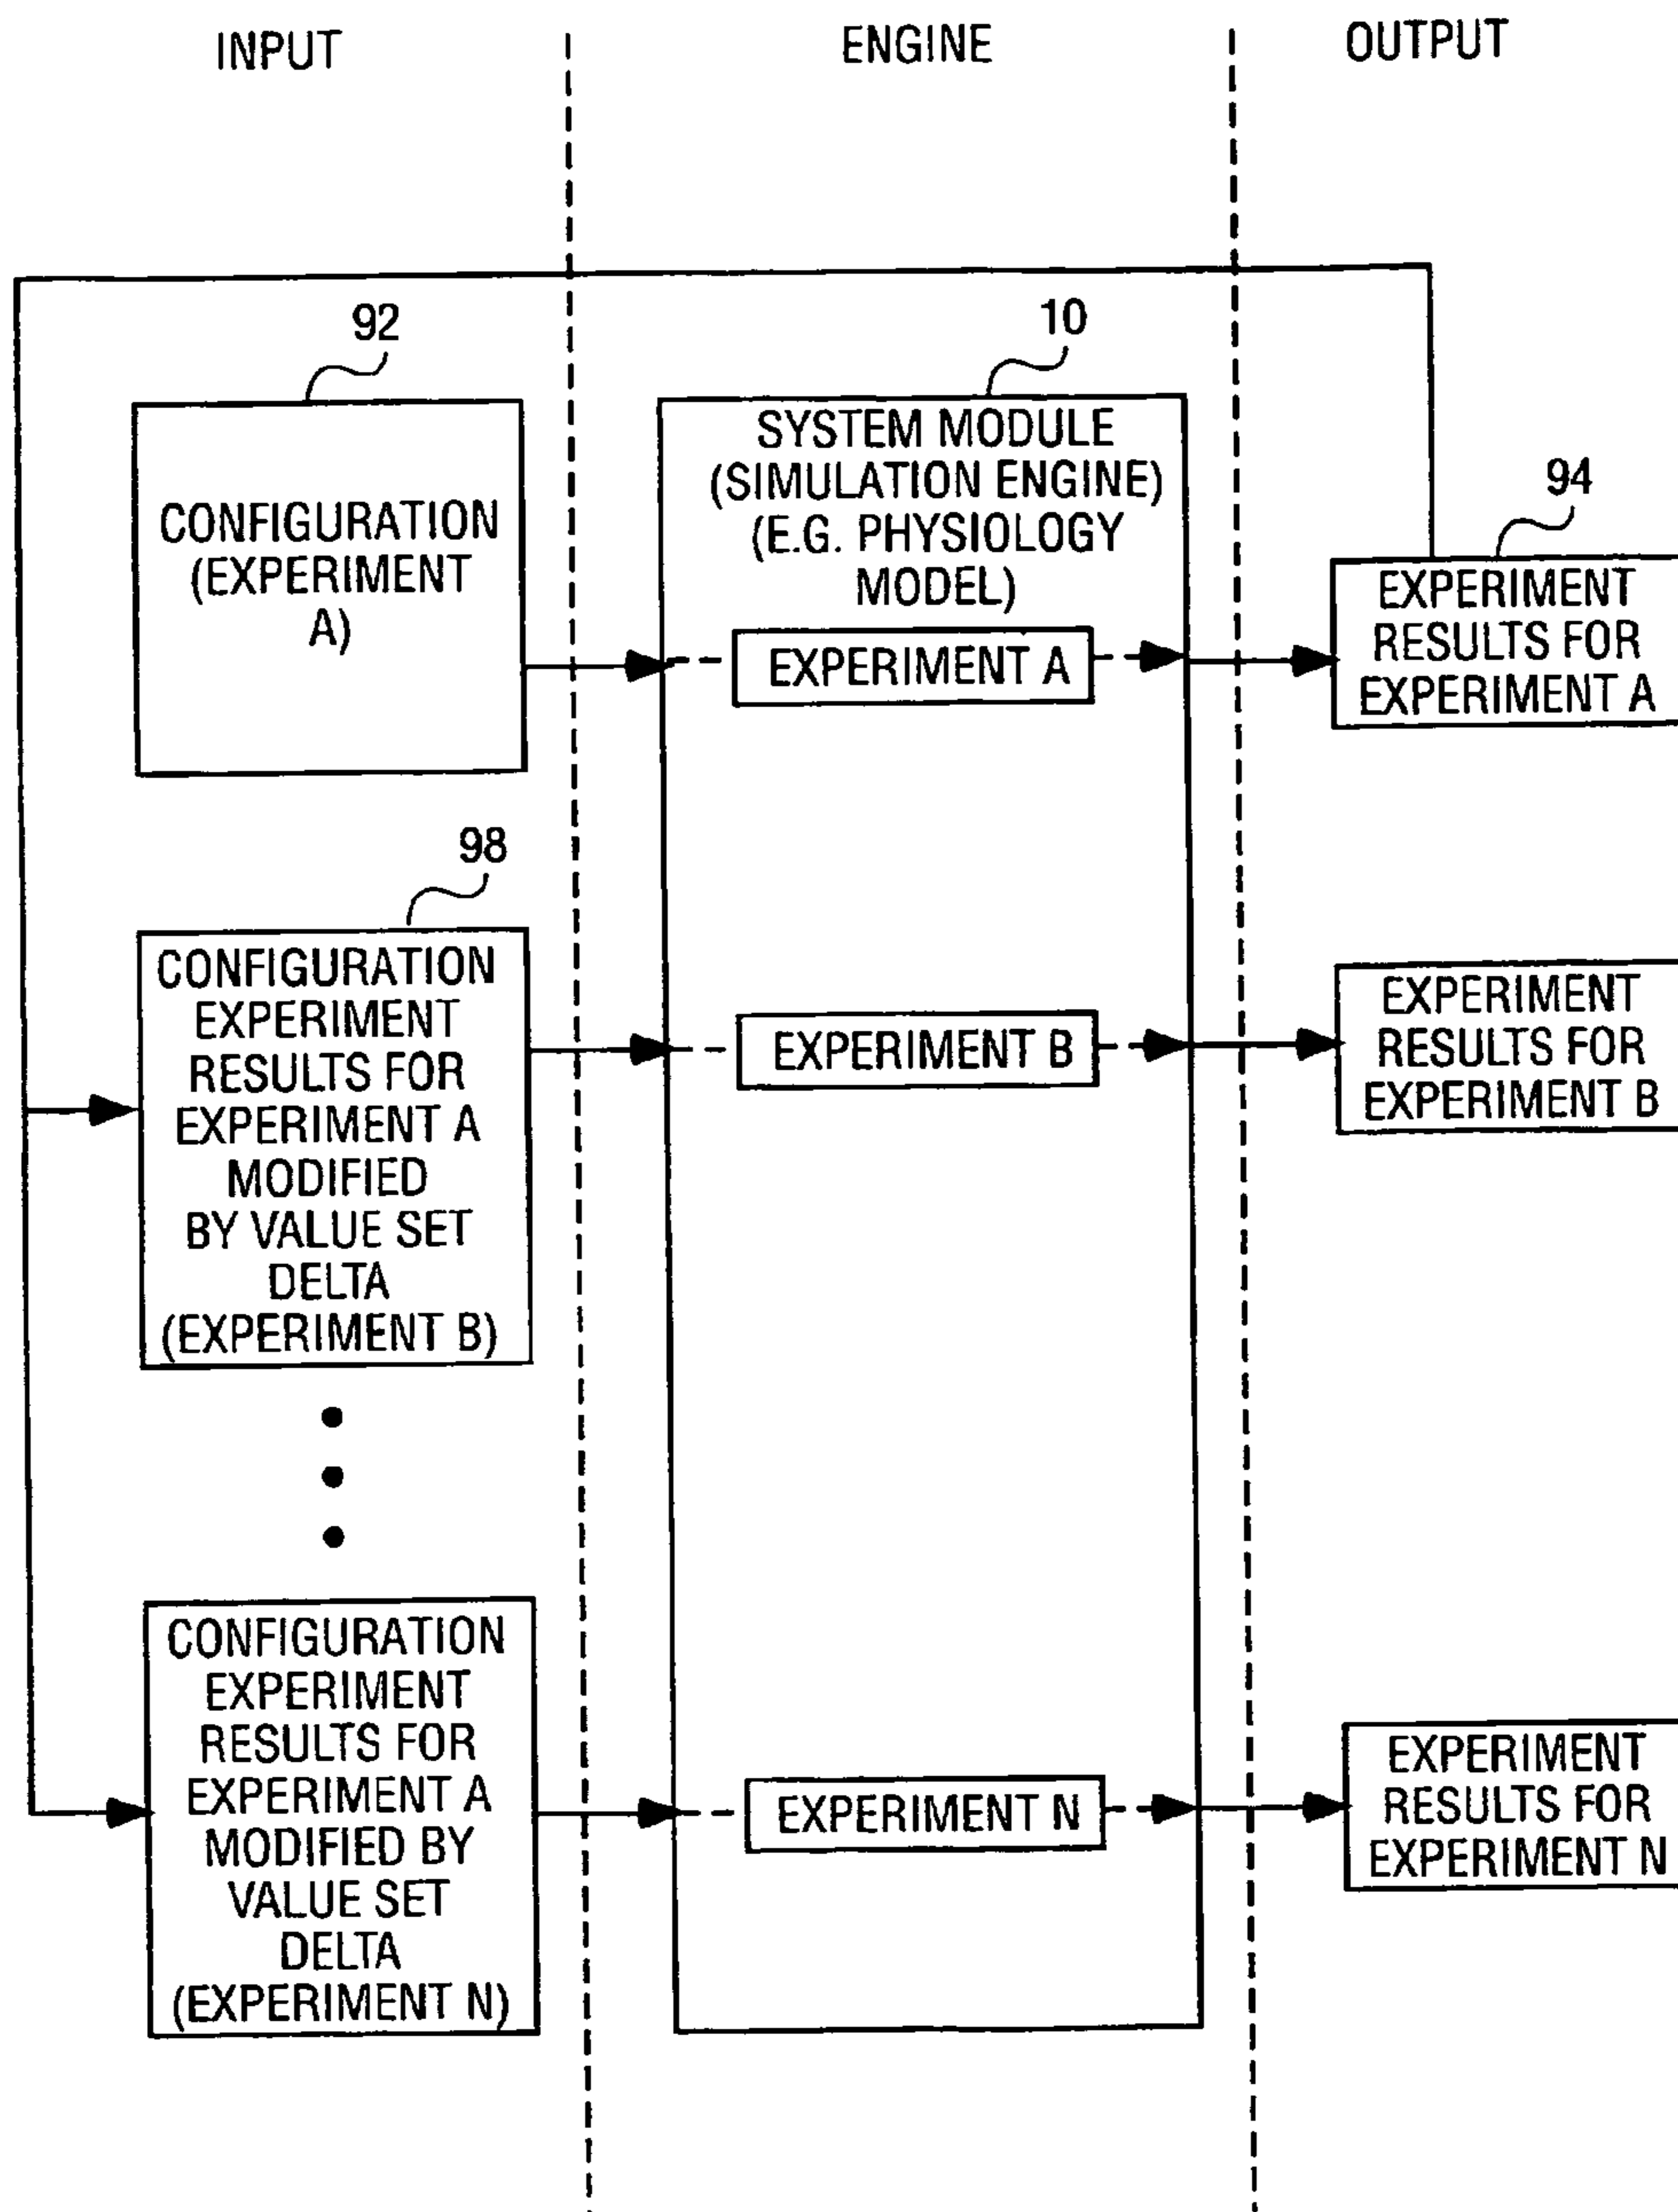 INPUT
ENGINE
OUTPUT
92
10
94
CONFIGURATION
(EXPERIMENT
A)
SYSTEM MODULE
(SIMULATION ENGINE)
(E.G. PHYSIOLOGY
MODEL)
EXPERIMENT A
EXPERIMENT
RESULTS FOR
EXPERIMENT A
98
CONFIGURATION
EXPERIMENT
RESULTS FOR
EXPERIMENT A
MODIFIED
BY VALUE SET
DELTA
(EXPERIMENT B)
EXPERIMENT B
EXPERIMENT
RESULTS FOR
EXPERIMENT B
CONFIGURATION
EXPERIMENT
RESULTS FOR
EXPERIMENT A
MODIFIED BY
VALUE SET
DELTA
(EXPERIMENT N)
EXPERIMENT N
EXPERIMENT
RESULTS FOR
EXPERIMENT N